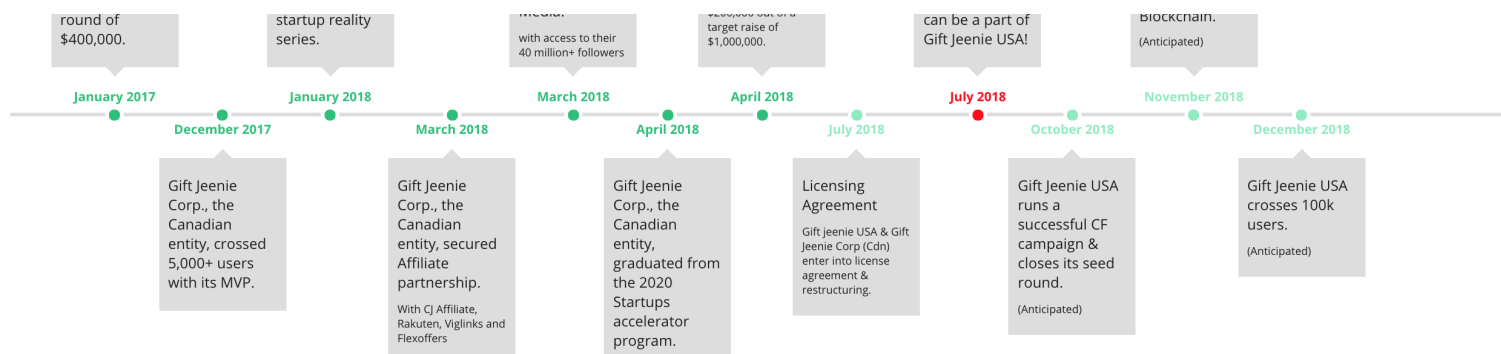 round of
$400,000.
startup reality
series.
Media.
with access to their
40 million+ followers
$200,000 out of a
target raise of
$1,000,000.
can be a part of
Gift Jeenie USA!
Blockchain.
(Anticipated)
January 2017
January 2018
March 2018
April 2018
July 2018
November 2018
December 2017
March 2018
April 2018
July 2018
October 2018
December 2018
Gift Jeenie
Corp., the
Canadian
entity, crossed
5,000+ users
with its MVP.
Gift Jeenie
Corp., the
Canadian
entity, secured
Affiliate
partnership.
With CJ Affiliate,
Rakuten, Viglinks and
Flexoffers
Gift Jeenie
Corp., the
Canadian
entity,
graduated from
the 2020
Startups
accelerator
program.
Licensing
Agreement
Gift jeenie USA & Gift
Jeenie Corp (Cdn)
enter into license
agreement &
restructuring.
Gift Jeenie USA
runs a
successful CF
campaign &
closes its seed
round.
(Anticipated)
Gift Jeenie USA
crosses 100k
users.
(Anticipated)